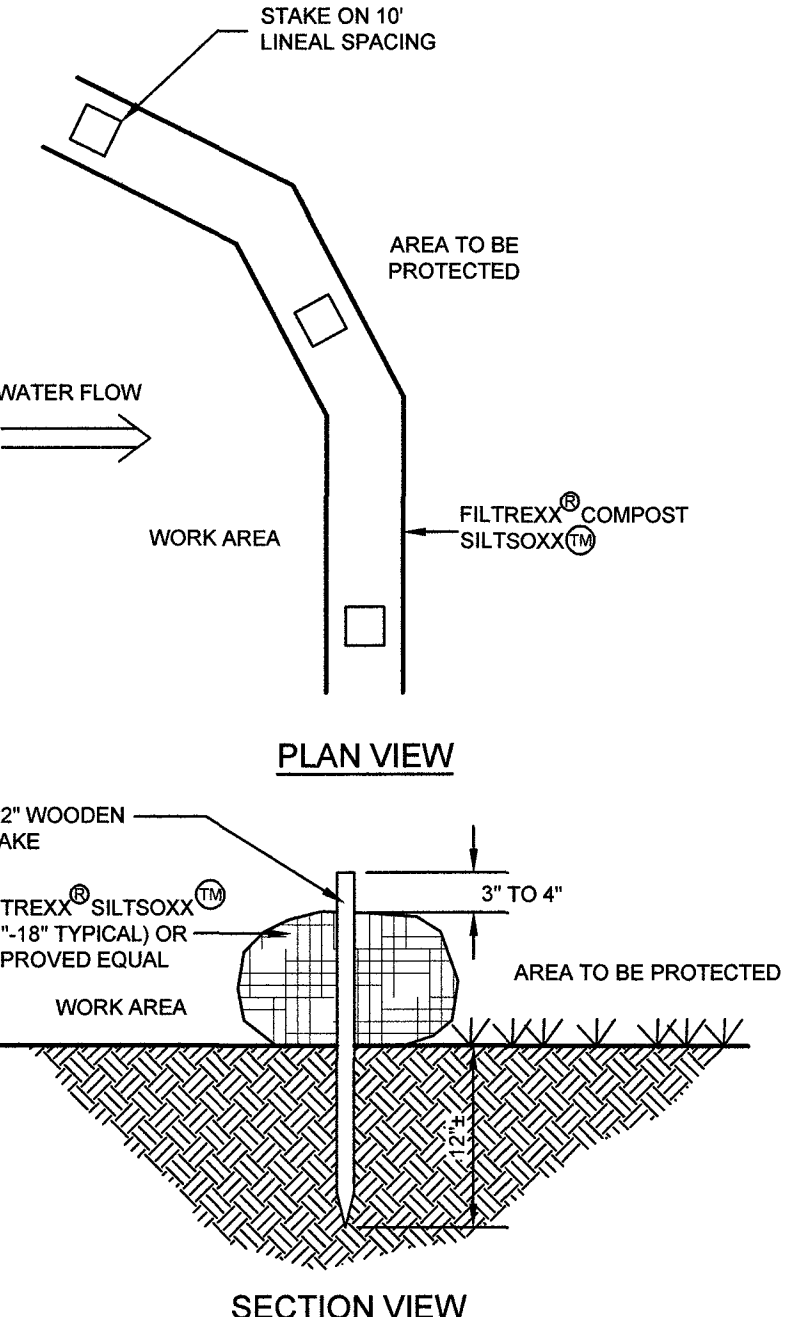 STAKE ON 10'
LINEAL SPACING
AREA TO BE
PROTECTED
WATER FLOW
WORK AREA
FILTREXX® COMPOST
SILTSOXX™
PLAN VIEW
2" WOODEN
AKE
3" TO 4"
TREXX® SILTSOXX™
"-18" TYPICAL) OR
PROVED EQUAL
WORK AREA
AREA TO BE PROTECTED
12"±
SECTION VIEW